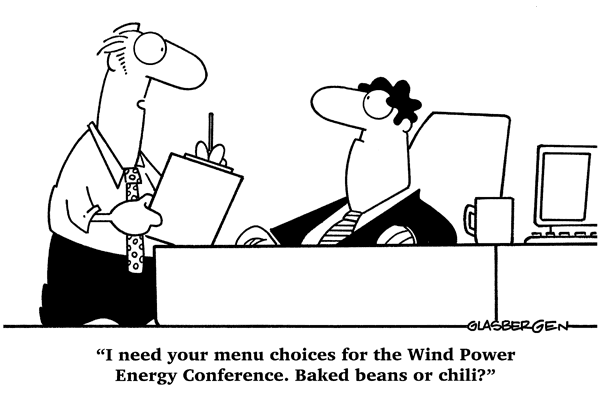 GLASBERGEN
“I need your menu choices for the Wind Power
Energy Conference. Baked beans or chili?”